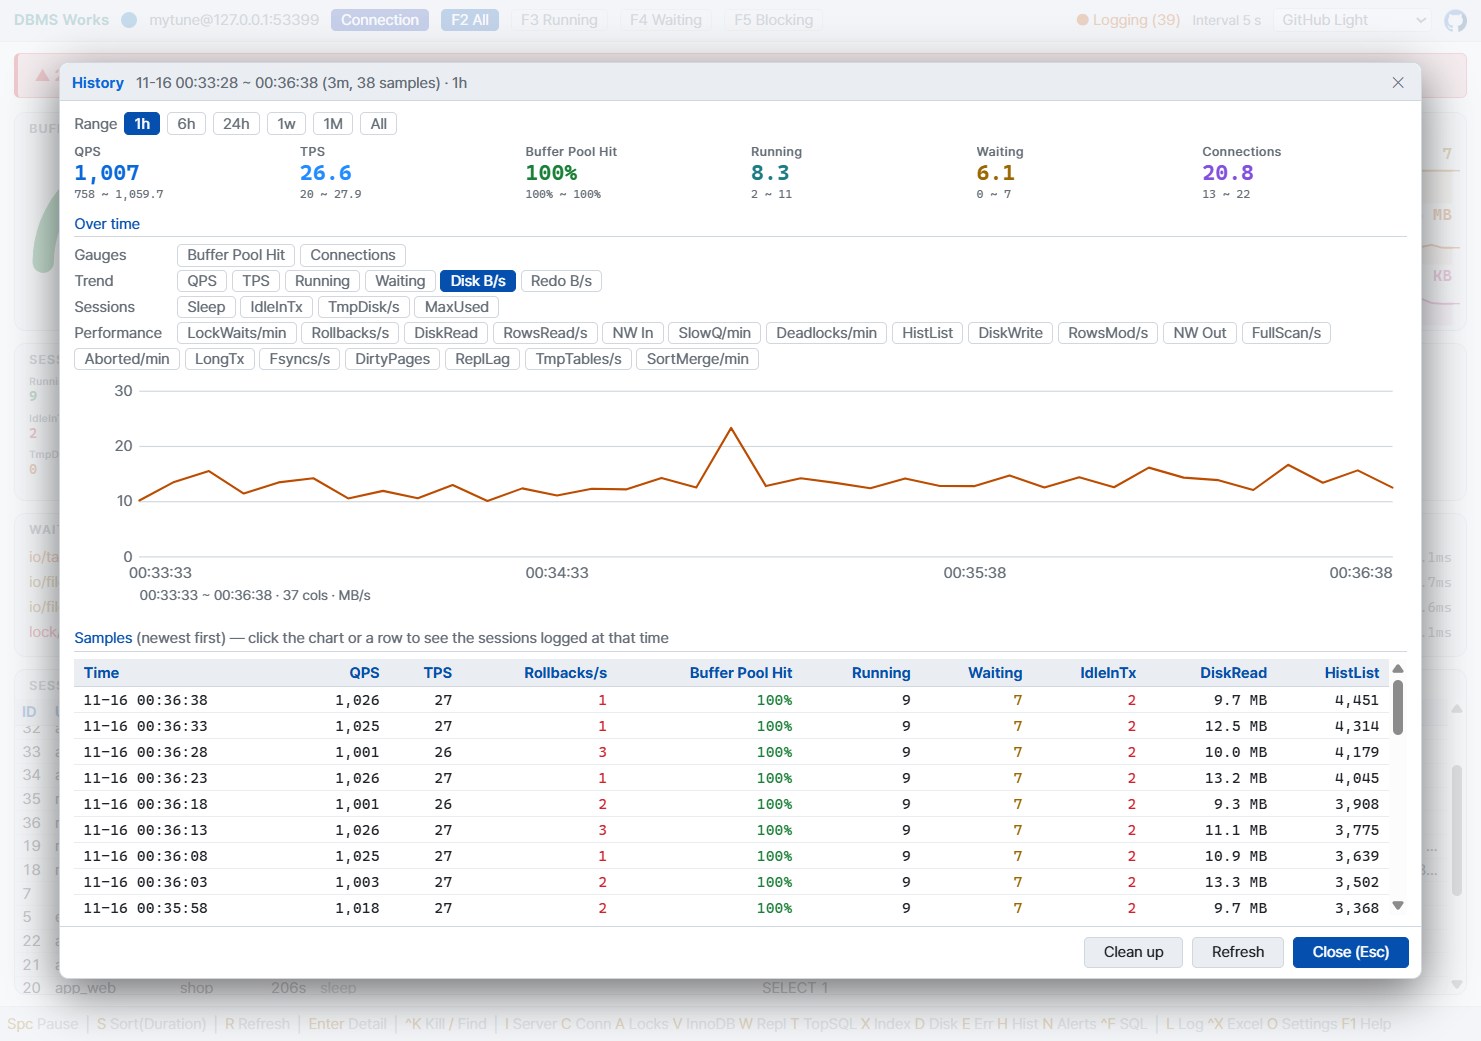 DBMS Works mytune@127.0.0.1:53399 Connection F2 All F3 Running F4 Waiting F5 Blocking Logging (39) Interval 5 s GitHub Light
History 11-16 00:33:28 ~ 00:36:38 (3m, 38 samples) · 1h
Range 1h 6h 24h 1w 1M All
QPS TPS Buffer Pool Hit Running Waiting Connections
1,007 26.6 100% 8.3 6.1 20.8
758 ~ 1,059.7 20 ~ 27.9 100% ~ 100% 2 ~ 11 0 ~ 7 13 ~ 22
Over time
Gauges Buffer Pool Hit Connections
Trend QPS TPS Running Waiting Disk B/s Redo B/s
Sessions Sleep IdleInTx TmpDisk/s MaxUsed
Performance LockWaits/min Rollbacks/s DiskRead RowsRead/s NW In SlowQ/min Deadlocks/min HistList DiskWrite RowsMod/s NW Out FullScan/s
Aborted/min LongTx Fsyncs/s DirtyPages ReplLag TmpTables/s SortMerge/min
30
20
10
0
00:33:33 00:34:33 00:35:38 00:36:38
00:33:33 ~ 00:36:38 · 37 cols · MB/s
Samples (newest first) — click the chart or a row to see the sessions logged at that time
Time QPS TPS Rollbacks/s Buffer Pool Hit Running Waiting IdleInTx DiskRead HistList
11-16 00:36:38 1,026 27 1 100% 9 7 2 9.7 MB 4,451
11-16 00:36:33 1,025 27 1 100% 9 7 2 12.5 MB 4,314
11-16 00:36:28 1,001 26 3 100% 9 7 2 10.0 MB 4,179
11-16 00:36:23 1,026 27 1 100% 9 7 2 13.2 MB 4,045
11-16 00:36:18 1,001 26 2 100% 9 7 2 9.3 MB 3,908
11-16 00:36:13 1,026 27 3 100% 9 7 2 11.1 MB 3,775
11-16 00:36:08 1,025 27 1 100% 9 7 2 10.9 MB 3,639
11-16 00:36:03 1,003 27 2 100% 9 7 2 13.3 MB 3,502
11-16 00:35:58 1,018 27 2 100% 9 7 2 9.7 MB 3,368
Clean up Refresh Close (Esc)
7
MB
KB
9
2
0
ID
32
33
34
35
36
19
18
7
5
22
21
20 app_web shop 206s sleep SELECT 1
Spc Pause | S Sort(Duration) | R Refresh | Enter Detail | ^K Kill / Find | I Server C Conn A Locks V InnoDB W Repl T TopSQL X Index D Disk E Err H Hist N Alerts ^F SQL | L Log ^X Excel O Settings F1 Help